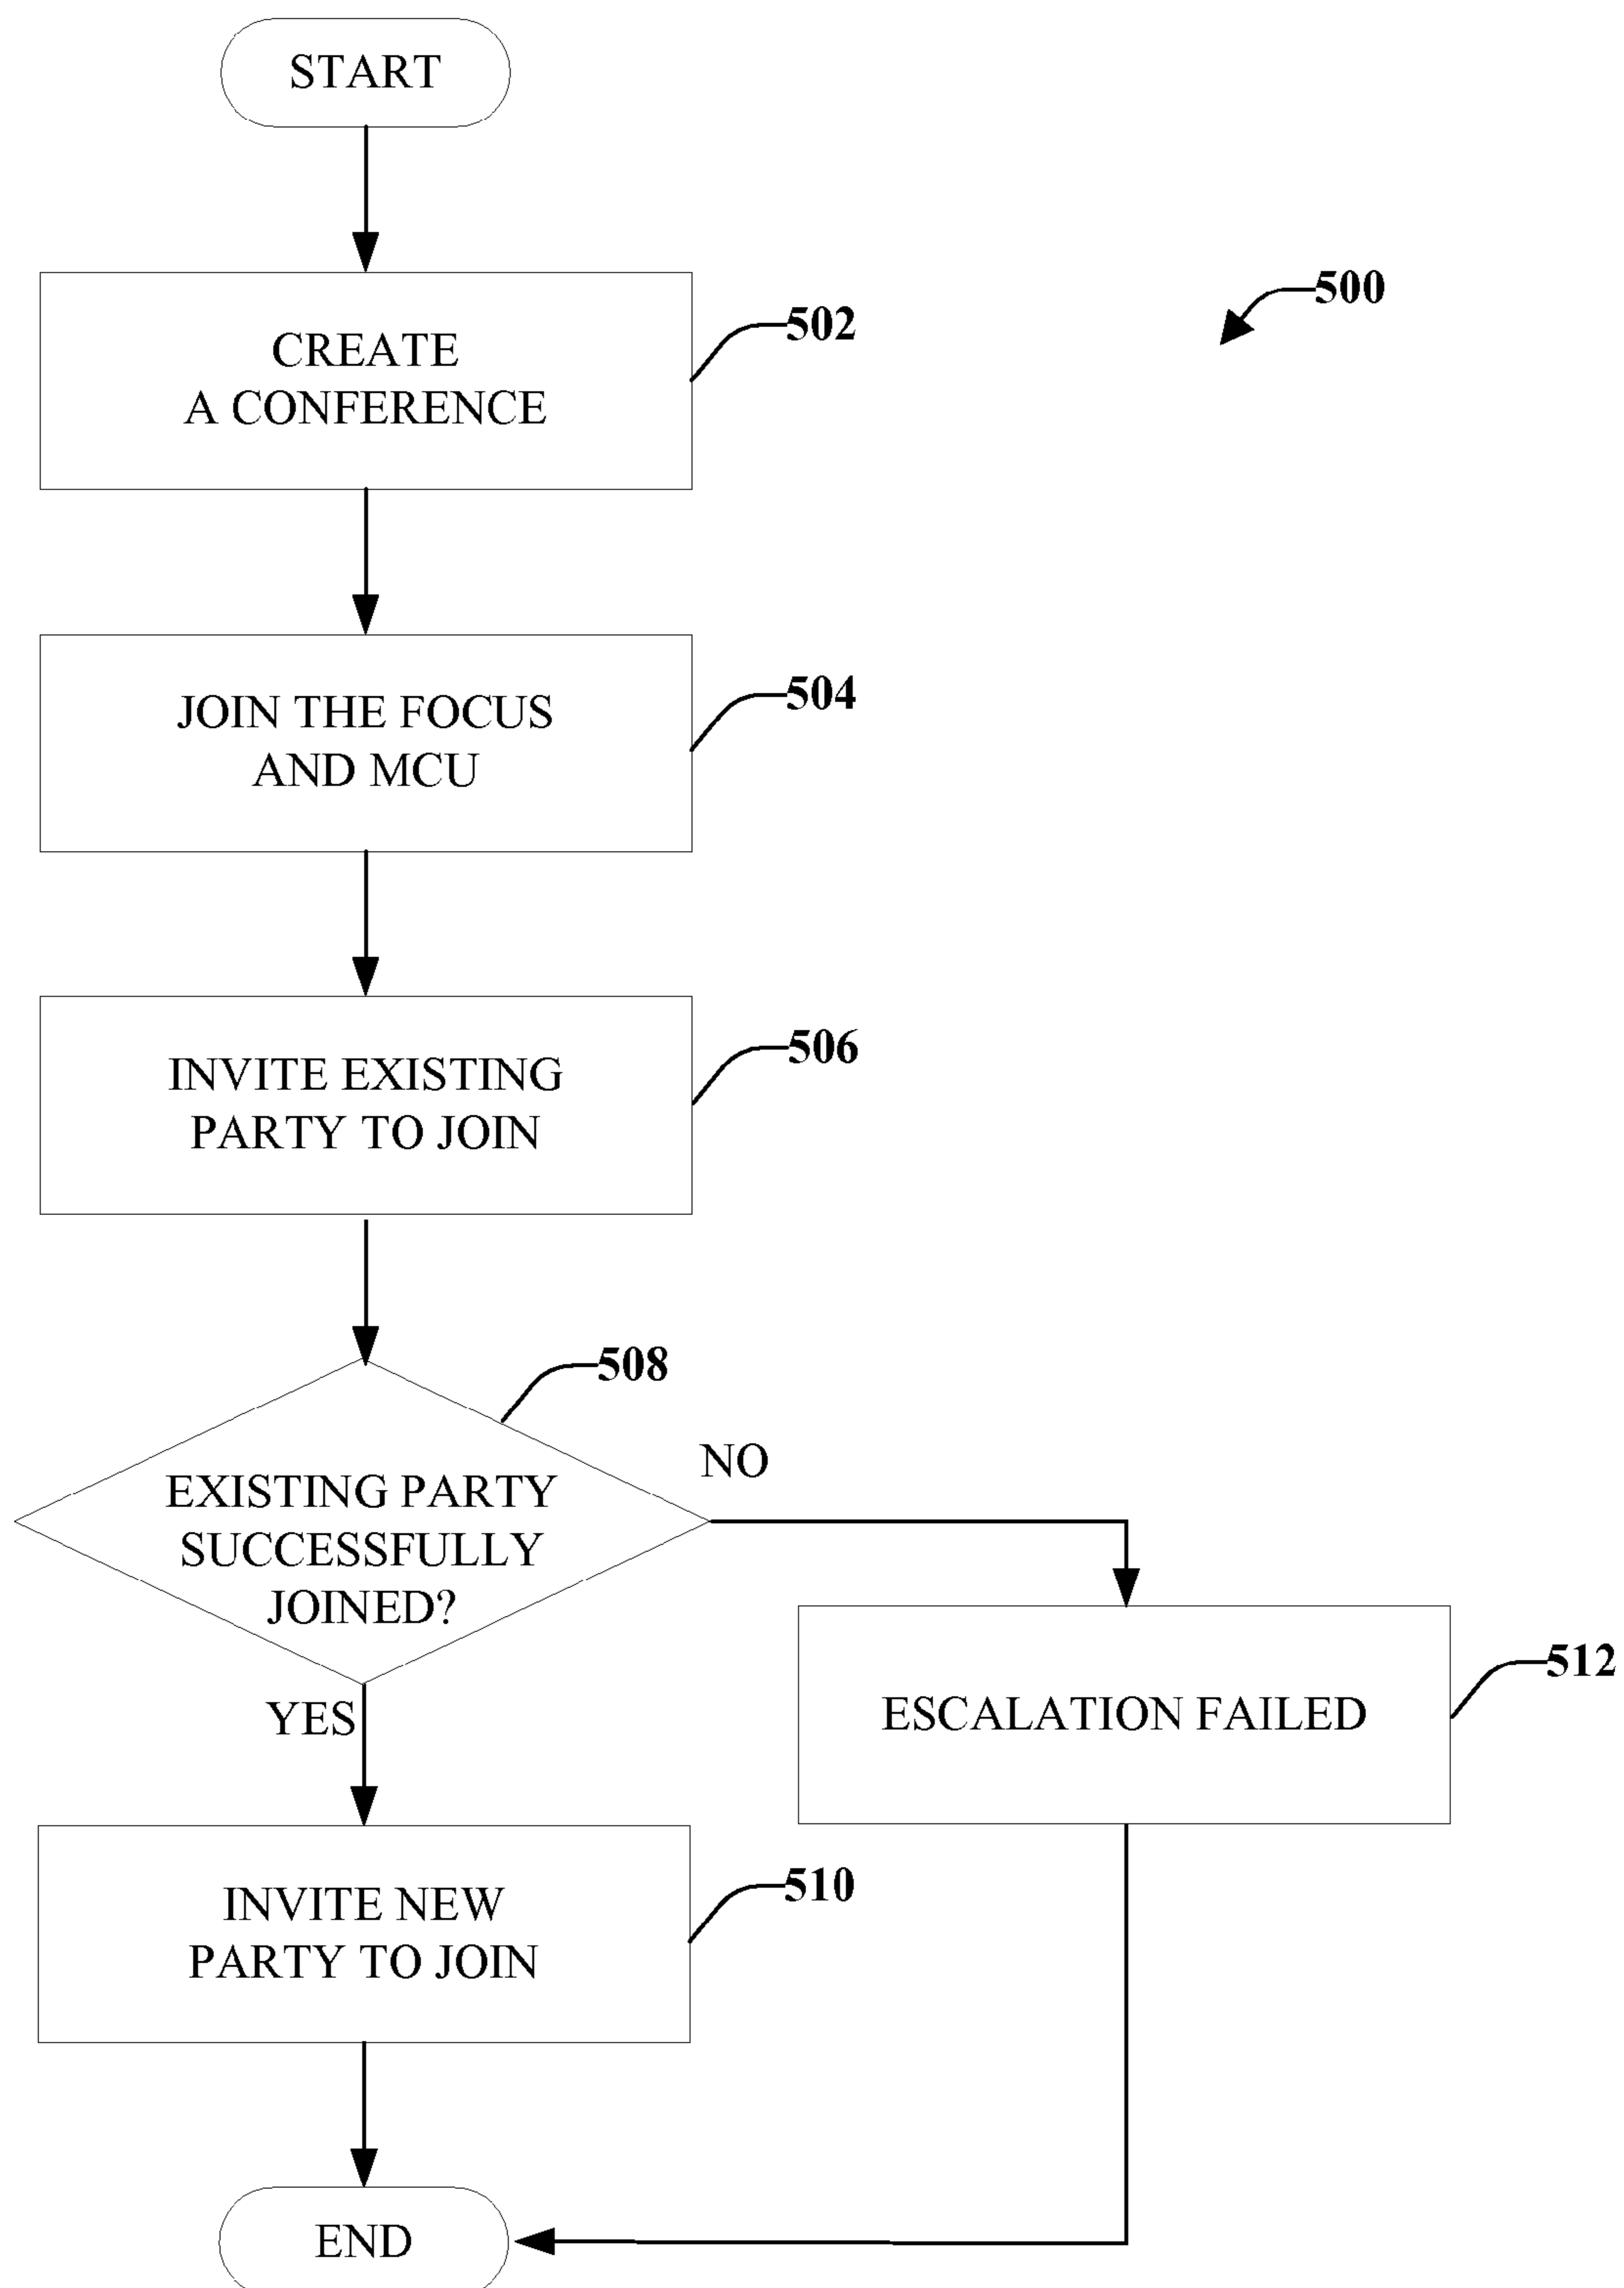 START
500
502
CREATE
A CONFERENCE
504
JOIN THE FOCUS
AND MCU
506
INVITE EXISTING
PARTY TO JOIN
508
NO
EXISTING PARTY
SUCCESSFULLY
JOINED?
512
ESCALATION FAILED
YES
510
INVITE NEW
PARTY TO JOIN
END